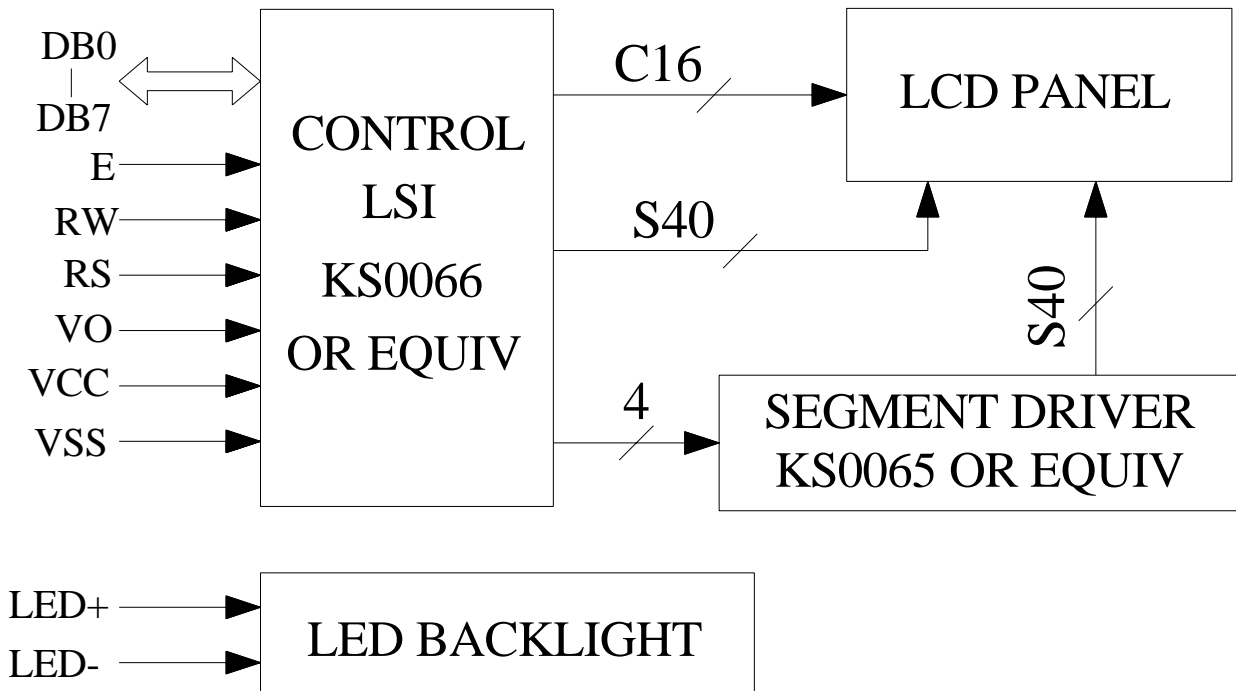 DB0
DB7
E
RW
RS
VO
VCC
VSS
CONTROL
LSI
KS0066
OR EQUIV
C16
S40
4
LCD PANEL
S40
SEGMENT DRIVER
KS0065 OR EQUIV
LED+
LED-
LED BACKLIGHT